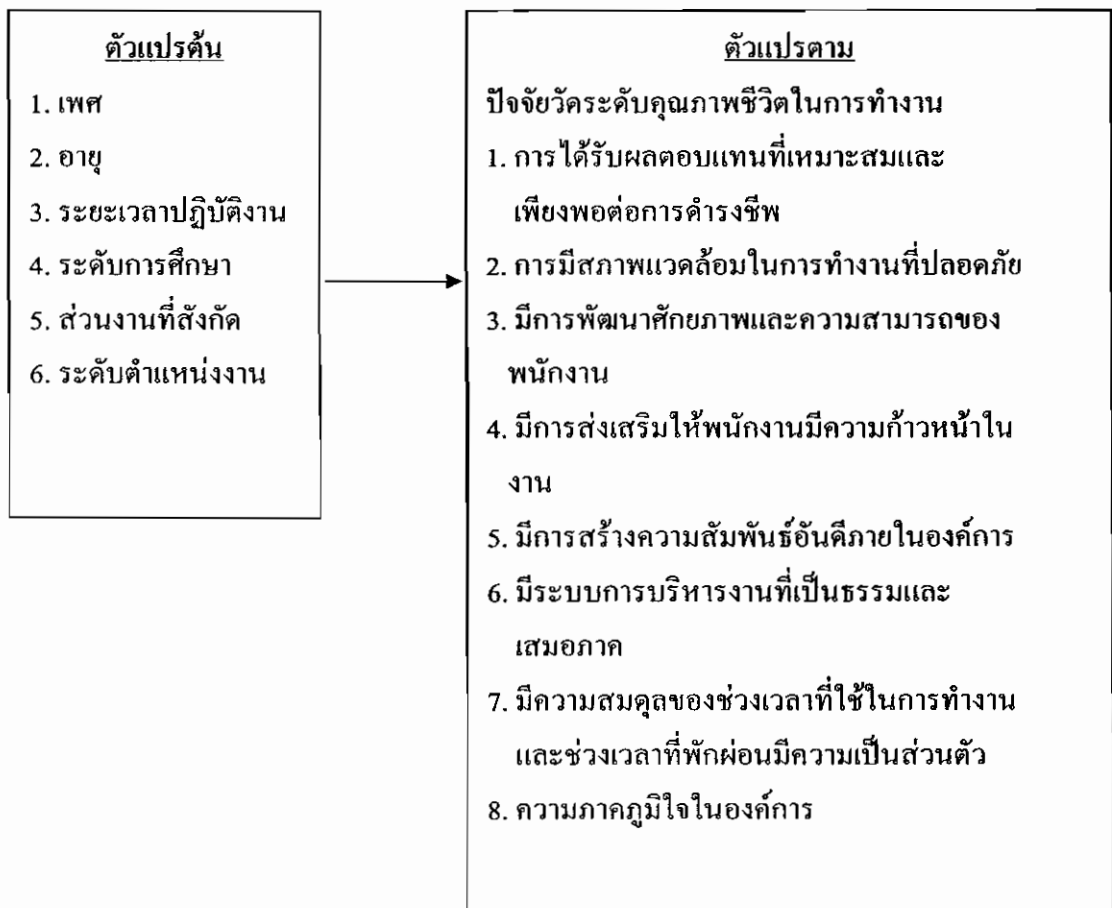 ตัวแปรต้น
1. เพศ
2. อายุ
3. ระยะเวลาปฏิบัติงาน
4. ระดับการศึกษา
5. ส่วนงานที่สังกัด
6. ระดับตำแหน่งงาน
ตัวแปรตาม
ปัจจัยวัดระดับคุณภาพชีวิตในการทำงาน
1. การได้รับผลตอบแทนที่เหมาะสมและ
เพียงพอต่อการดำรงชีพ
2. การมีสภาพแวดล้อมในการทำงานที่ปลอดภัย
3. มีการพัฒนาศักยภาพและความสามารถของ
พนักงาน
4. มีการส่งเสริมให้พนักงานมีความก้าวหน้าใน
งาน
5. มีการสร้างความสัมพันธ์อันดีภายในองค์การ
6. มีระบบการบริหารงานที่เป็นธรรมและ
เสมอภาค
7. มีความสมดุลของช่วงเวลาที่ใช้ในการทำงาน
และช่วงเวลาที่พักผ่อนมีความเป็นส่วนตัว
8. ความภาคภูมิใจในองค์การ